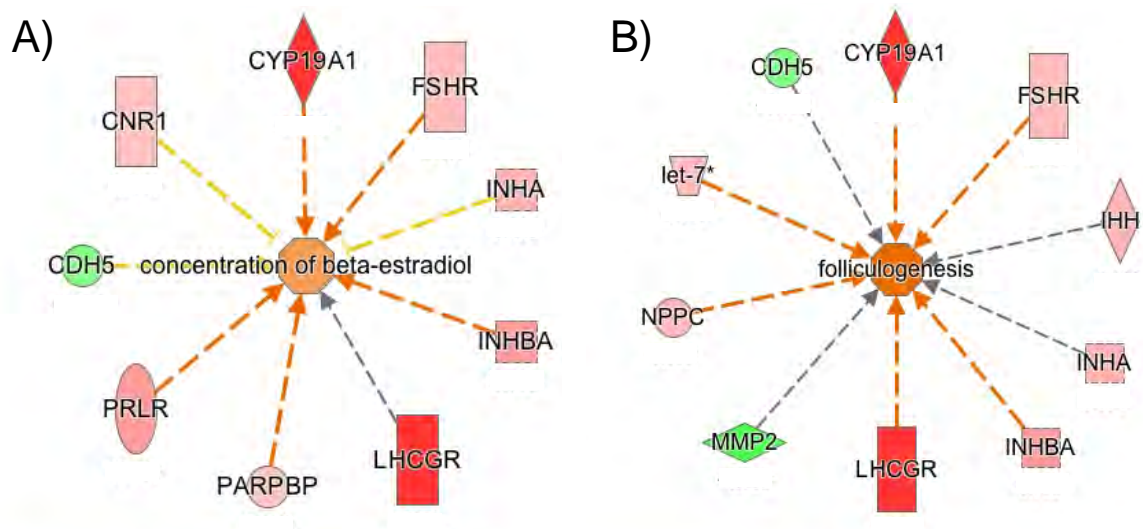 A)
CYP19A1
FSHR
CNR1
INHA
CDH5
concentration of beta-estradiol
INHBA
PRLR
LHCGR
PARPBP
B)
CYP19A1
CDH5
FSHR
let-7*
IHH
folliculogenesis
NPPC
INHA
MMP2
INHBA
LHCGR